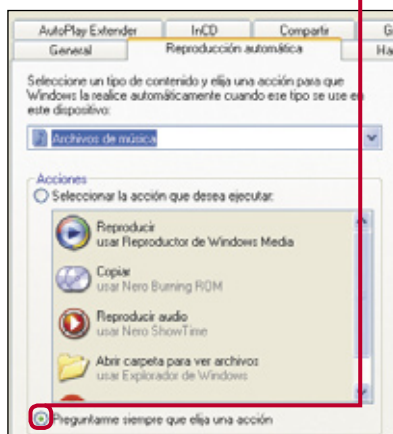 AutoPlay Extender InCD Compartir G
General Reproducción automática Ha
Seleccione un tipo de contenido y elija una acción para que
Windows la realice automáticamente cuando ese tipo se use en
este dispositivo:
Archivos de música
Acciones
Seleccionar la acción que desea ejecutar:
Reproducir
usar Reproductor de Windows Media
Copiar
usar Nero Burning ROM
Reproducir audio
usar Nero ShowTime
Abrir carpeta para ver archivos
usar Explorador de Windows
Preguntarme siempre que elija una acción